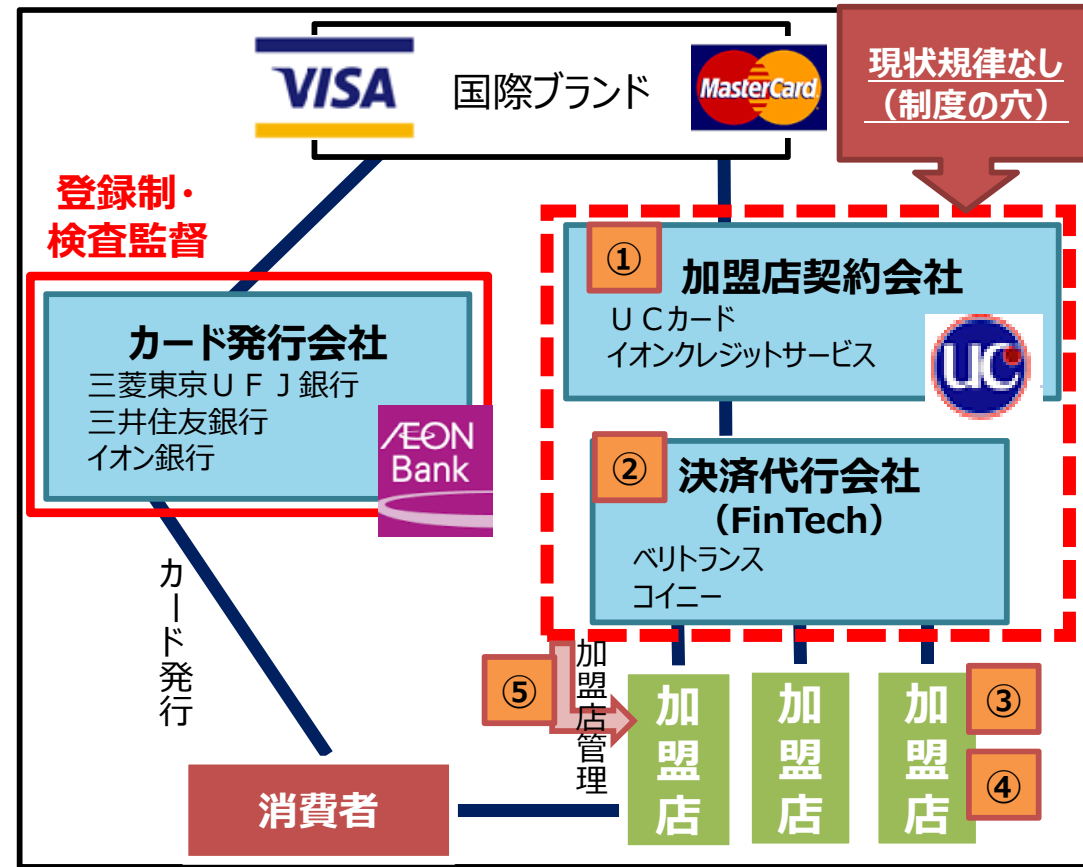 VISA
国際ブランド
MasterCard
現状規律なし
（制度の穴）
登録制・
検査監督
カード発行会社
三菱東京ＵＦＪ銀行
三井住友銀行
イオン銀行
ÆON
Bank
①
加盟店契約会社
ＵＣカード
イオンクレジットサービス
UC
②
決済代行会社
（FinTech）
ベリトランス
コイニー
カード発行
⑤
加盟店管理
加盟店
加盟店
加盟店
③
④
消費者